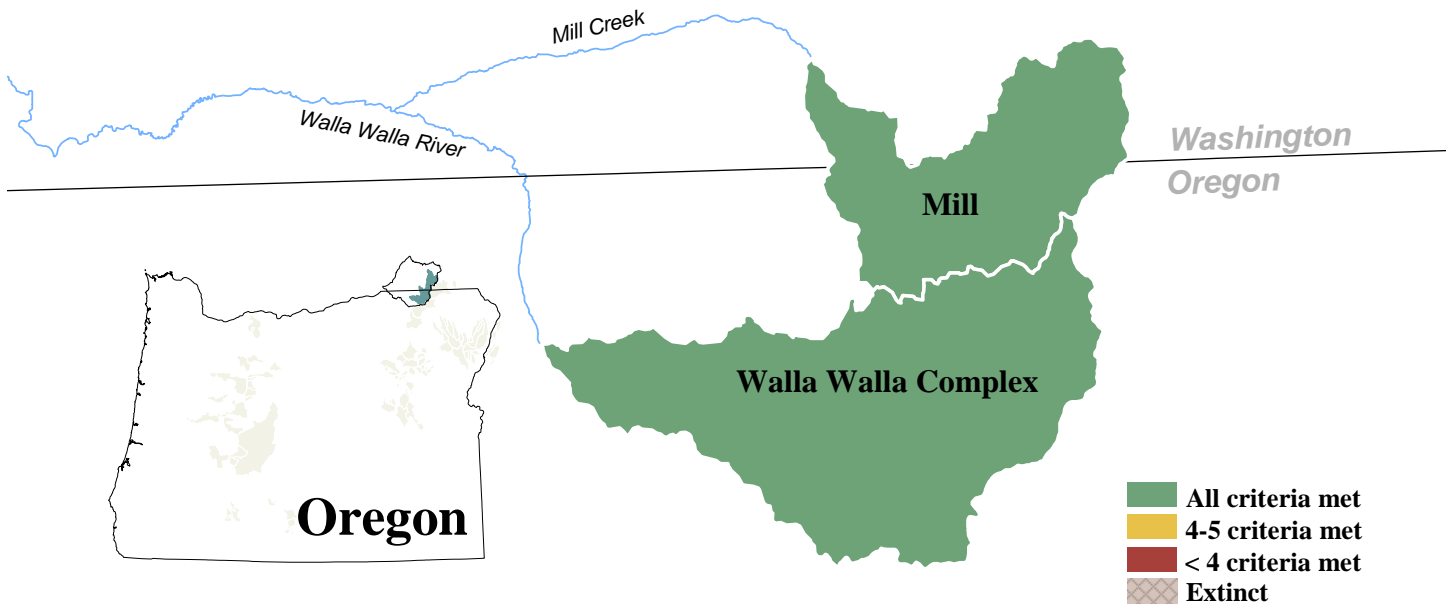 Mill Creek
Walla Walla River
Washington
Oregon
Mill
Walla Walla Complex
Oregon
All criteria met
4-5 criteria met
< 4 criteria met
Extinct